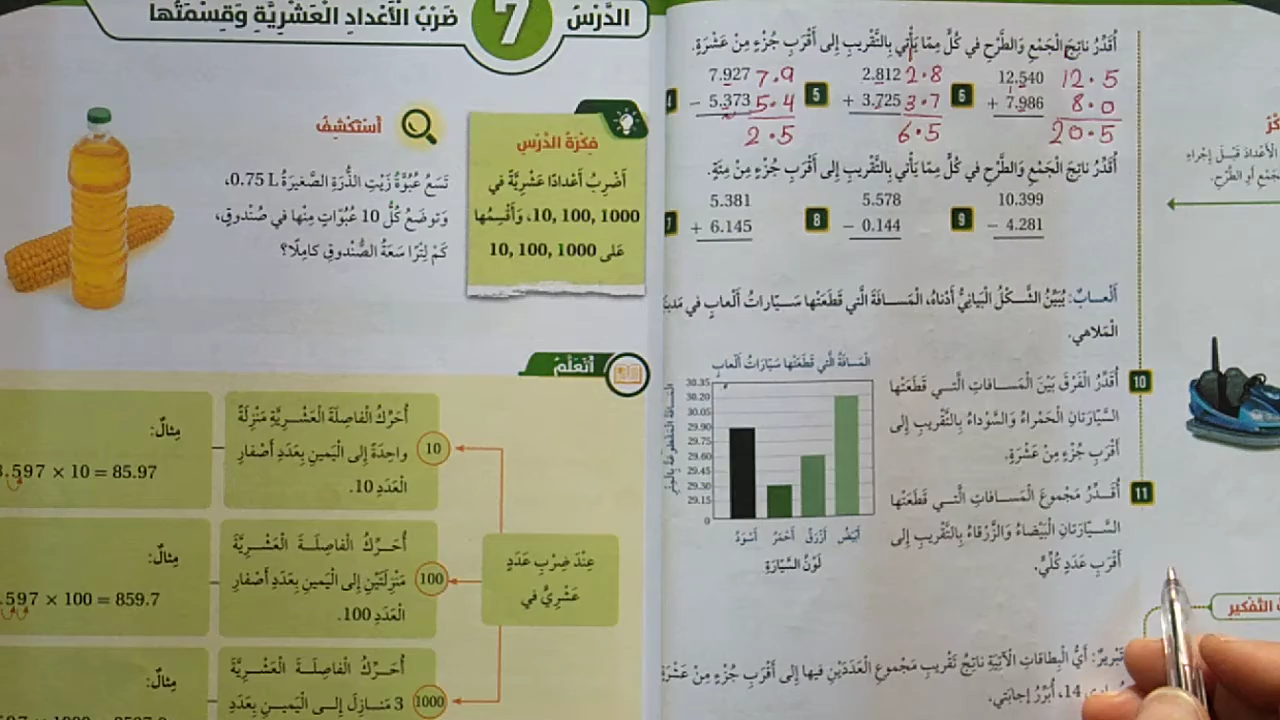 أُقَدِّرُ ناتِجَ الْجَمْعِ وَالطَّرْحِ في كُلٍّ مِمّا يَأْتي بِالتَّقْريبِ إِلى أَقْرَبِ جُزْءٍ مِنْ عَشَرَةٍ.
7.927 7.9
− 5.373 5.4
2.5
5
2.812 2.8
+ 3.725 3.7
6.5
6
12.540 12.5
+ 7.986 8.0
20.5
أُقَدِّرُ ناتِجَ الْجَمْعِ وَالطَّرْحِ في كُلٍّ مِمّا يَأْتي بِالتَّقْريبِ إِلى أَقْرَبِ جُزْءٍ مِنْ مِئَةٍ.
7
5.381
+ 6.145
8
5.578
− 0.144
9
10.399
− 4.281
أَلْعابٌ: يُبَيِّنُ الشَّكْلُ الْبَيانِيُّ أَدْناهُ، الْمَسافَةَ الَّتي قَطَعَتْها سَيّاراتُ أَلْعابٍ في
الْمَلاهي.
10 أُقَدِّرُ الْفَرْقَ بَيْنَ الْمَسافاتِ الَّتي قَطَعَتْها
السَّيّارَتانِ الْحَمْراءُ وَالسَّوْداءُ بِالتَّقْريبِ إِلى
أَقْرَبِ جُزْءٍ مِنْ عَشَرَةٍ.
11 أُقَدِّرُ مَجْموعَ الْمَسافاتِ الَّتي قَطَعَتْها
السَّيّارَتانِ الْبَيْضاءُ وَالزَّرْقاءُ بِالتَّقْريبِ إِلى
أَقْرَبِ عَدَدٍ كُلِّيٍّ.
الْمَسافَةُ الَّتي قَطَعَتْها سَيّاراتُ أَلْعابٍ
30.35
30.20
30.05
29.90
29.75
29.60
29.45
29.30
29.15
0
أَسْوَدُ أَحْمَرُ أَزْرَقُ أَبْيَضُ
لَوْنُ السَّيّارَةِ
التَّفْكير
تَبْريرٌ: أَيُّ الْبِطاقاتِ الْآتِيَةِ ناتِجُ تَقْريبِ مَجْموعِ الْعَدَدَيْنِ فيها إِلى أَقْرَبِ جُزْءٍ مِنْ
14، أُبَرِّرُ إِجابَتي.
الْأَعْدادَ قَبْلَ إِجْراءِ
أَوِ الطَّرْحِ.
الدَّرْسُ 7 ضَرْبُ الْأَعْدادِ الْعَشْرِيَّةِ وَقِسْمَتُها
فِكْرَةُ الدَّرْسِ
أَضْرِبُ أَعْدادًا عَشْرِيَّةً في
10, 100, 1000، وَأَقْسِمُها
عَلى 10, 100, 1000
أَسْتَكْشِفُ
تَسَعُ عُبُوَّةُ زَيْتِ الذُّرَةِ الصَّغيرَةُ 0.75 L،
وَتوضَعُ كُلُّ 10 عُبُوّاتٍ مِنْها في صُنْدوقٍ،
كَمْ لِتْرًا سَعَةُ الصُّنْدوقِ كامِلًا؟
أَتَعَلَّمُ
عِنْدَ ضَرْبِ عَدَدٍ
عَشْرِيٍّ في
10
أُحَرِّكُ الْفاصِلَةَ الْعَشْرِيَّةَ مَنْزِلَةً
واحِدَةً إِلى الْيَمينِ بِعَدَدِ أَصْفارِ
الْعَدَدِ 10.
مِثالٌ:
.597 × 10 = 85.97
100
أُحَرِّكُ الْفاصِلَةَ الْعَشْرِيَّةَ
مَنْزِلَتَيْنِ إِلى الْيَمينِ بِعَدَدِ أَصْفارِ
الْعَدَدِ 100.
مِثالٌ:
.597 × 100 = 859.7
1000
أُحَرِّكُ الْفاصِلَةَ الْعَشْرِيَّةَ
3 مَنازِلَ إِلى الْيَمينِ بِعَدَدِ
مِثالٌ: